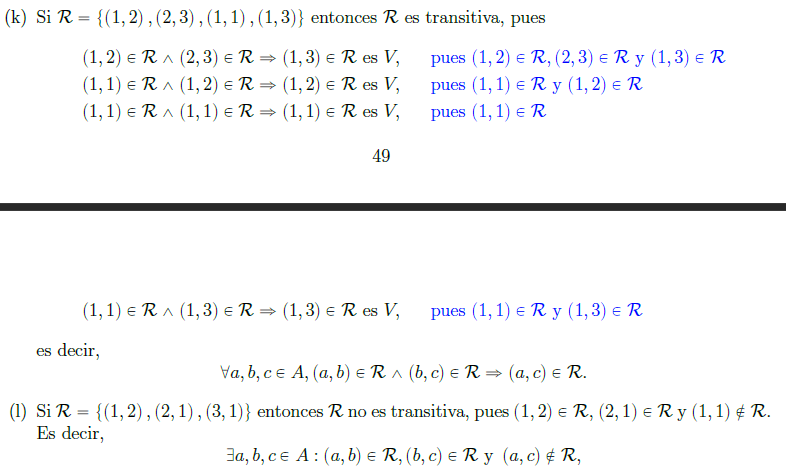 (k) Si ℛ = {(1, 2) , (2, 3) , (1, 1) , (1, 3)} entonces ℛ es transitiva, pues
(1, 2) ∈ ℛ ∧ (2, 3) ∈ ℛ ⇒ (1, 3) ∈ ℛ es V, pues (1, 2) ∈ ℛ, (2, 3) ∈ ℛ y (1, 3) ∈ ℛ
(1, 1) ∈ ℛ ∧ (1, 2) ∈ ℛ ⇒ (1, 2) ∈ ℛ es V, pues (1, 1) ∈ ℛ y (1, 2) ∈ ℛ
(1, 1) ∈ ℛ ∧ (1, 1) ∈ ℛ ⇒ (1, 1) ∈ ℛ es V, pues (1, 1) ∈ ℛ
49
(1, 1) ∈ ℛ ∧ (1, 3) ∈ ℛ ⇒ (1, 3) ∈ ℛ es V, pues (1, 1) ∈ ℛ y (1, 3) ∈ ℛ
es decir,
∀a, b, c ∈ A, (a, b) ∈ ℛ ∧ (b, c) ∈ ℛ ⇒ (a, c) ∈ ℛ.
(l) Si ℛ = {(1, 2) , (2, 1) , (3, 1)} entonces ℛ no es transitiva, pues (1, 2) ∈ ℛ, (2, 1) ∈ ℛ y (1, 1) ∉ ℛ.
Es decir,
∃a, b, c ∈ A : (a, b) ∈ ℛ, (b, c) ∈ ℛ y (a, c) ∉ ℛ,